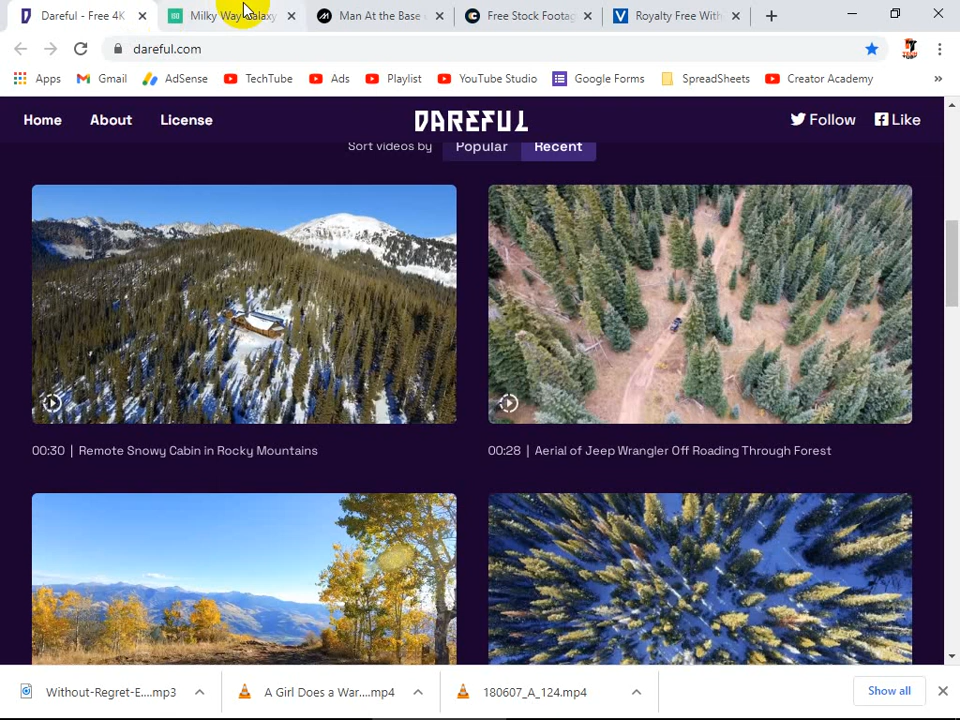 Dareful - Free 4K
Milky Way Galaxy
Man At the Base
Free Stock Footag
Royalty Free With
dareful.com
Apps
Gmail
AdSense
TechTube
Ads
Playlist
YouTube Studio
Google Forms
SpreadSheets
Creator Academy
»
Home
About
License
DAREFUL
Follow
Like
Sort videos by
Popular
Recent
00:30 | Remote Snowy Cabin in Rocky Mountains
00:28 | Aerial of Jeep Wrangler Off Roading Through Forest
Without-Regret-E....mp3
A Girl Does a War....mp4
180607_A_124.mp4
Show all